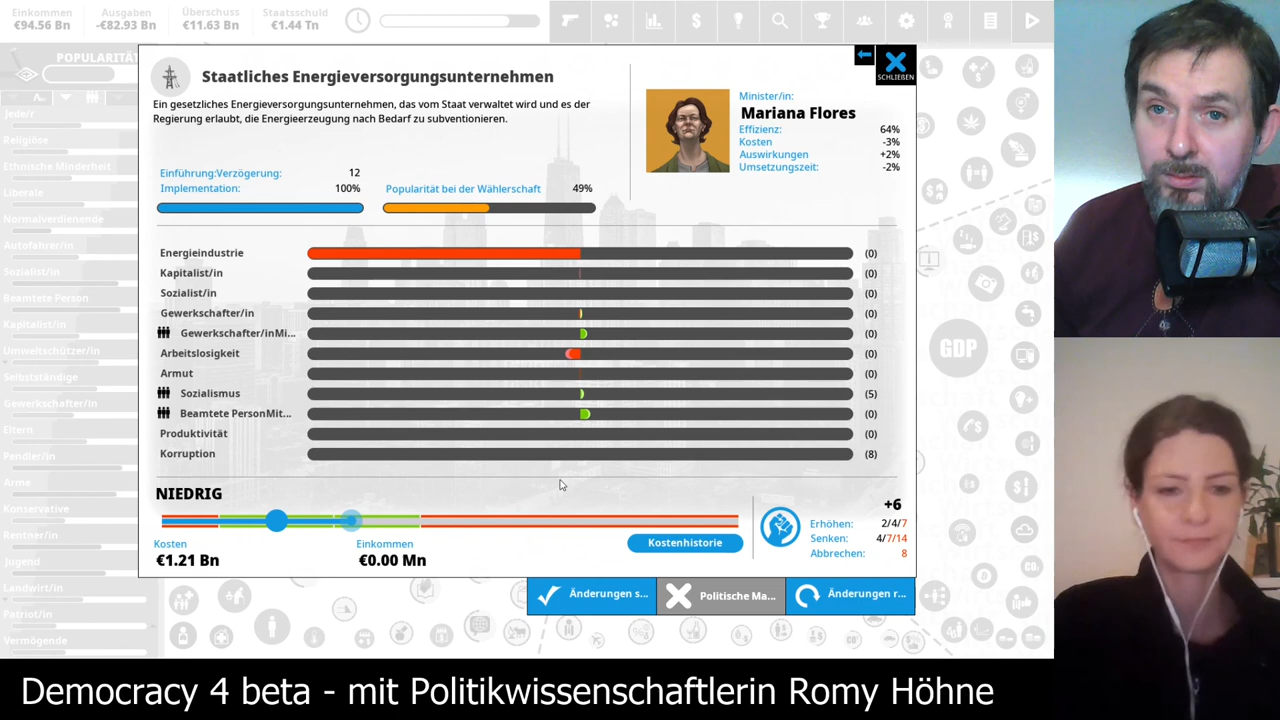 Einkommen
€94.56 Bn
Ausgaben
-€82.93 Bn
Überschuss
€11.63 Bn
Staatsschuld
€1.44 Tn
POPULARITÄT
Jede/r
Religiöse
Ethnische Minderheit
Liberale
Normalverdienende
Autofahrer/in
Sozialist/in
Beamtete Person
Kapitalist/in
Umweltschützer/in
Selbstständige
Gewerkschafter/in
Eltern
Pendler/in
Arme
Konservative
Rentner/in
Jugend
Landwirt/in
Patriot/in
Vermögende
GDP
SCHLIEßEN
Staatliches Energieversorgungsunternehmen
Ein gesetzliches Energieversorgungsunternehmen, das vom Staat verwaltet wird und es der
Regierung erlaubt, die Energieerzeugung nach Bedarf zu subventionieren.
Minister/in:
Mariana Flores
Effizienz: 64%
Kosten -3%
Auswirkungen +2%
Umsetzungszeit: -2%
Einführung:Verzögerung: 12
Implementation: 100%
Popularität bei der Wählerschaft 49%
Energieindustrie (0)
Kapitalist/in (0)
Sozialist/in (0)
Gewerkschafter/in (0)
Gewerkschafter/inMi... (0)
Arbeitslosigkeit (0)
Armut (0)
Sozialismus (5)
Beamtete PersonMit... (0)
Produktivität (0)
Korruption (8)
NIEDRIG
Kosten
€1.21 Bn
Einkommen
€0.00 Mn
Kostenhistorie
+6
Erhöhen: 2/4/7
Senken: 4/7/14
Abbrechen: 8
Änderungen s...
Politische Ma...
Änderungen r...
Democracy 4 beta - mit Politikwissenschaftlerin Romy Höhne